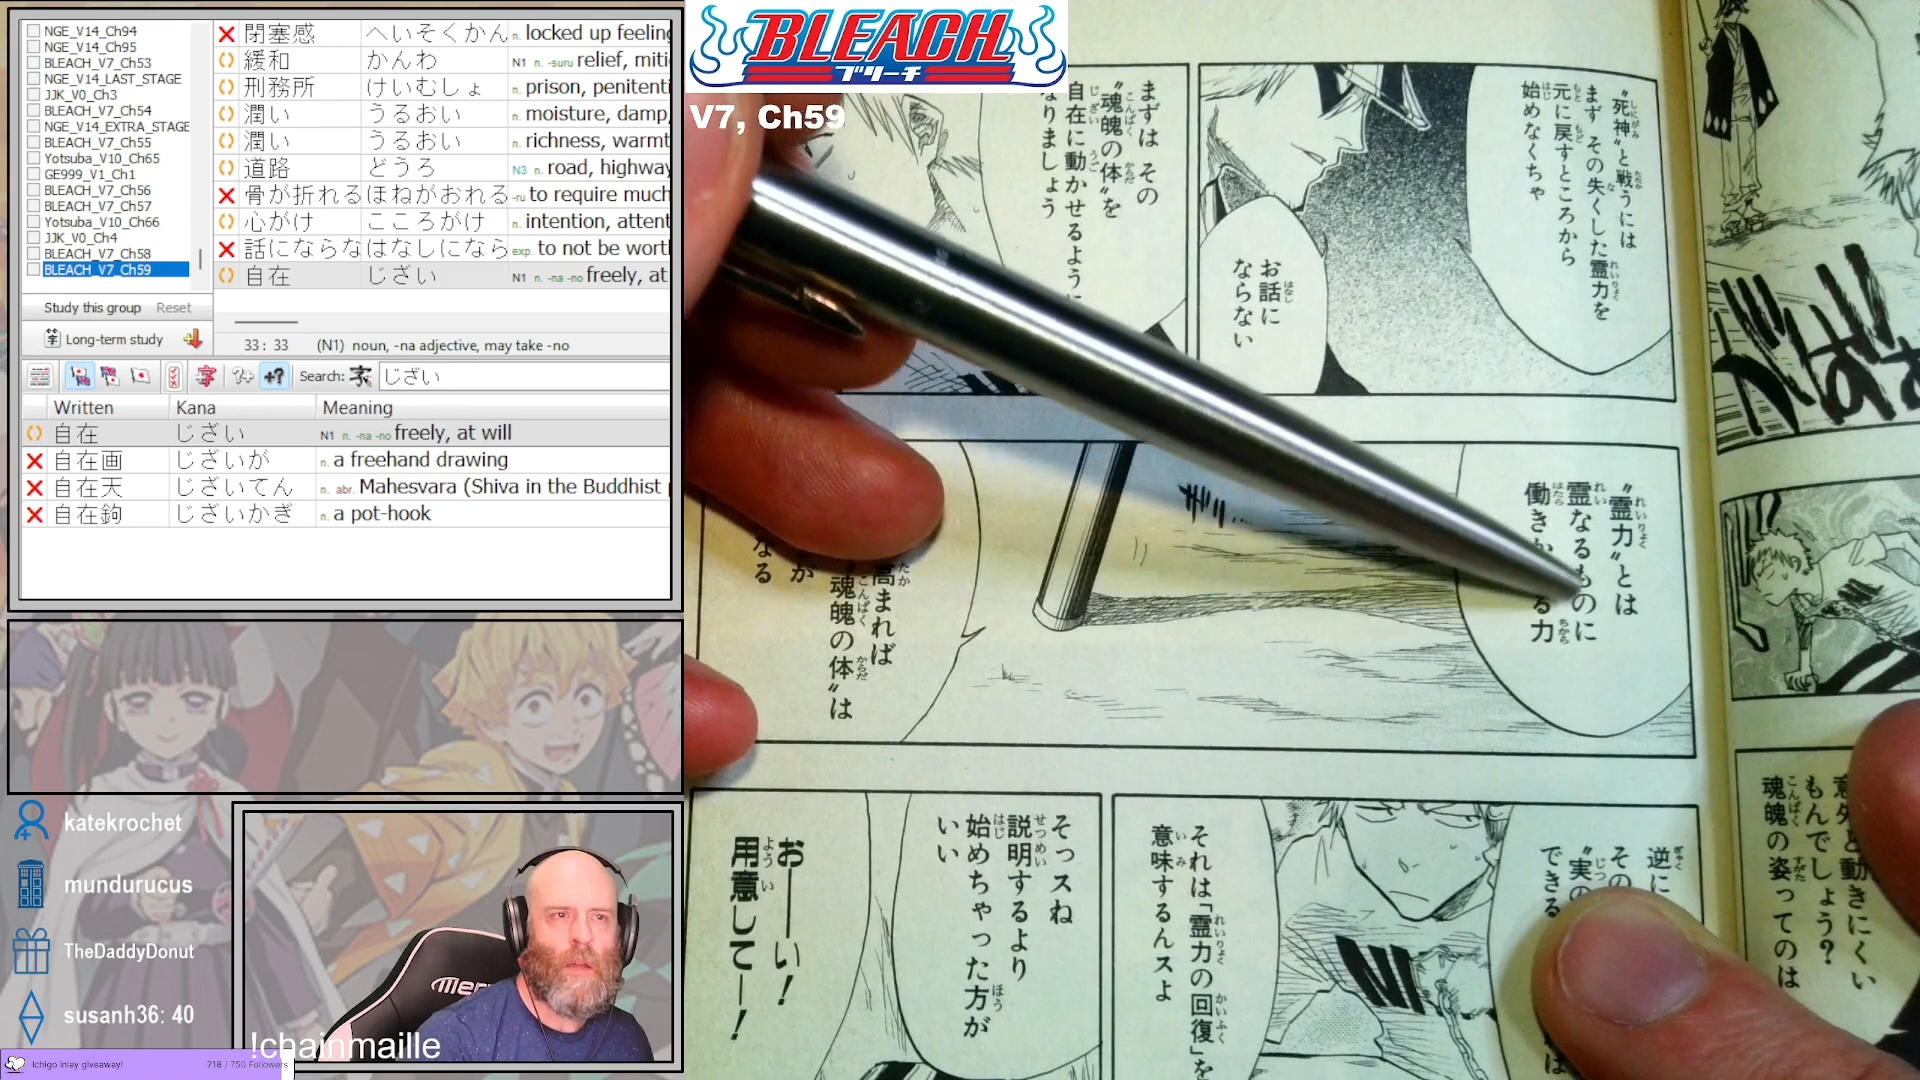 NGE_V14_Ch94
NGE_V14_Ch95
BLEACH_V7_Ch53
NGE_V14_LAST_STAGE
JJK_V0_Ch3
BLEACH_V7_Ch54
NGE_V14_EXTRA_STAGE
BLEACH_V7_Ch55
Yotsuba_V10_Ch65
GE999_V1_Ch1
BLEACH_V7_Ch56
BLEACH_V7_Ch57
Yotsuba_V10_Ch66
JJK_V0_Ch4
BLEACH_V7_Ch58
BLEACH_V7_Ch59
Study this group Reset
Long-term study
閉塞感 へいそくかん n. locked up feeling
緩和 かんわ N1 n. -suru relief, miti
刑務所 けいむしょ n. prison, penitenti
潤い うるおい n. moisture, damp,
潤い うるおい n. richness, warmt
道路 どうろ N3 n. road, highway
骨が折れる ほねがおれる -ru to require much
心がけ こころがけ n. intention, attent
話にならな はなしになら exp. to not be wort
自在 じざい N1 n. -na -no freely, at
33 : 33 (N1) noun, -na adjective, may take -no
Search: じざい
Written Kana Meaning
自在 じざい N1 n. -na -no freely, at will
自在画 じざいが n. a freehand drawing
自在天 じざいてん n. abr. Mahesvara (Shiva in the Buddhist
自在鉤 じざいかぎ n. a pot-hook
katekrochet
mundurucus
TheDaddyDonut
susanh36: 40
Ichigo inlay giveaway!
718 / 750 Followers
!chainmaille
BLEACH
ブリーチ
V7, Ch59
“死神”と戦うには
まず その失くした霊力を
元に戻すところから
始めなくちゃ
お話に
ならない
まずは その
“魂魄の体”を
自在に動かせるように
なりましょう
“霊力”とは
霊なるものに
働きか る力
高まれば
“魂魄の体”は
が
なる
逆に
その
“実の
できる
それは「霊力の回復」を
意味するんスよ
そっスね
説明するより
始めちゃった方が
いい
おーい!
用意してー!
意外と動きにくい
もんでしょう?
魂魄の姿ってのは